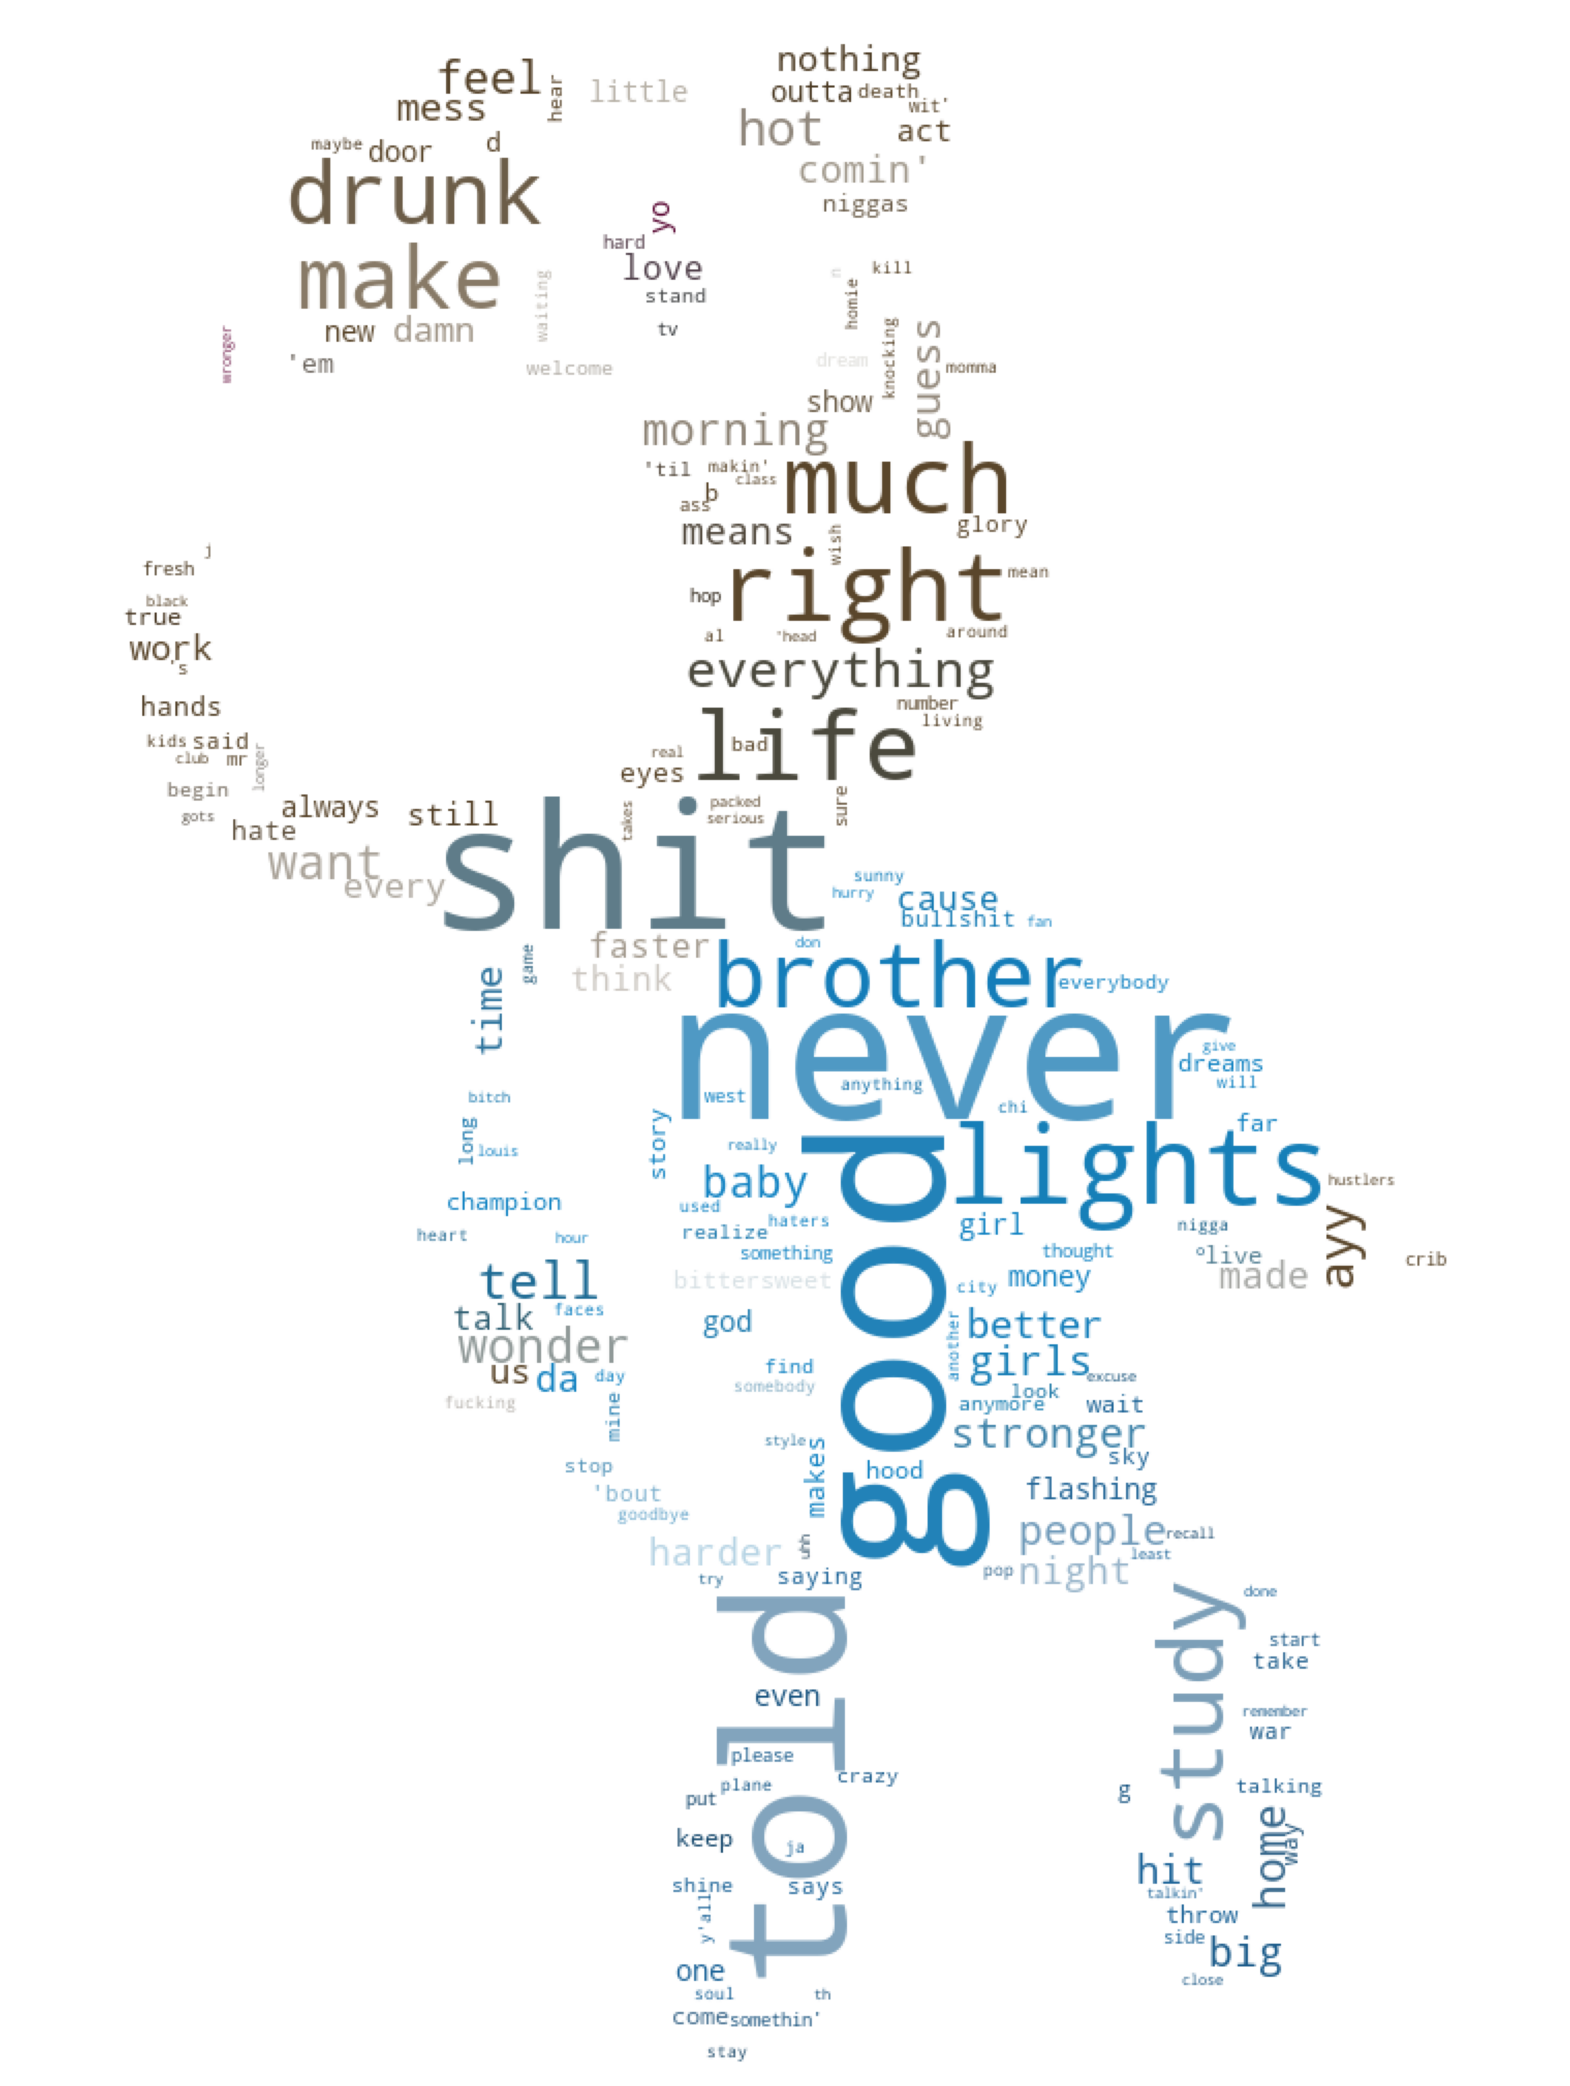 nothing
feel
little
outta death
hear
mess
wit'
hot
act
maybe door d
comin'
drunk
niggas
yo
hard
love
make
kill
n
stand
waiting
homie
new damn
tv
wronger
knocking
guess
'em
welcome
dream
momma
show
morning
'til makin'
much
class
b
ass
glory
means
wish
j
fresh
right
mean
black
hop
true
al 'head around
work
's
everything
hands
number
living
kids said
life
bad
club mr
longer
real
eyes
begin
packed
sure
always still
takes
serious
gots
hate
shit
want
every
sunny
hurry
cause
bullshit fan
faster
don
brother
game
think
everybody
time
never
give
dreams
anything
will
bitch
west
chi
long
story
far
louis
really
lights
baby
hustlers
champion
used
good
haters
girl
nigga
heart
hour
realize
ayy
something
thought
live
crib
tell
bittersweet
city money
made
faces
talk
god
better
wonder
another
us da day
find
girls
somebody
excuse
look
fucking
mine
anymore wait
style
stronger
makes
sky
stop
hood
'bout
flashing
goodbye
people recall
harder
uhh
least
try saying
pop night
told
study
done
start
take
even
remember
war
please
crazy
plane
put
g
talking
keep
ja
home
way
hit
shine says
talkin'
y'all
throw
side
big
one
close
soul
th
come somethin'
stay